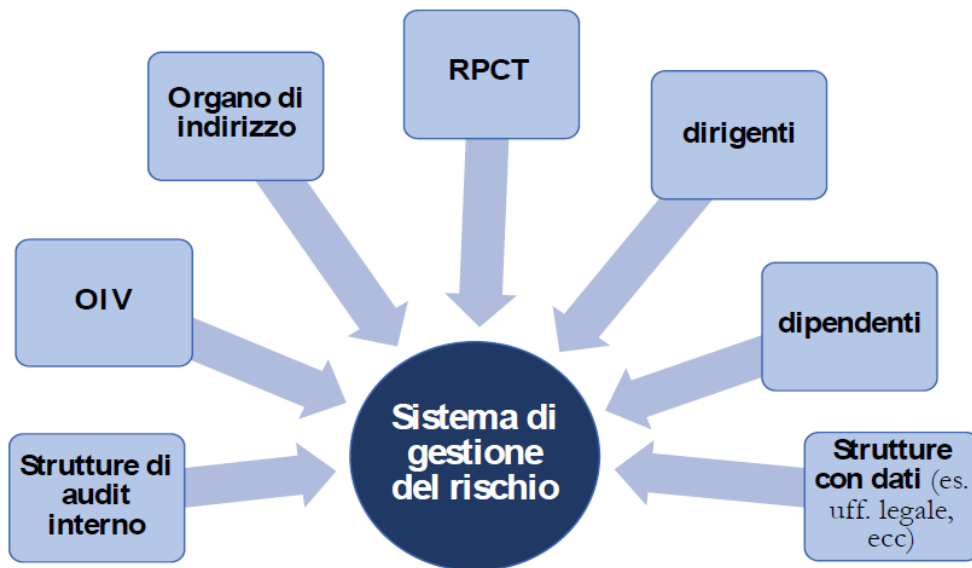 RPCT
Organo di
indirizzo
dirigenti
OIV
dipendenti
Sistema di
gestione
del rischio
Strutture di
audit
interno
Strutture
con dati (es.
uff. legale,
ecc)